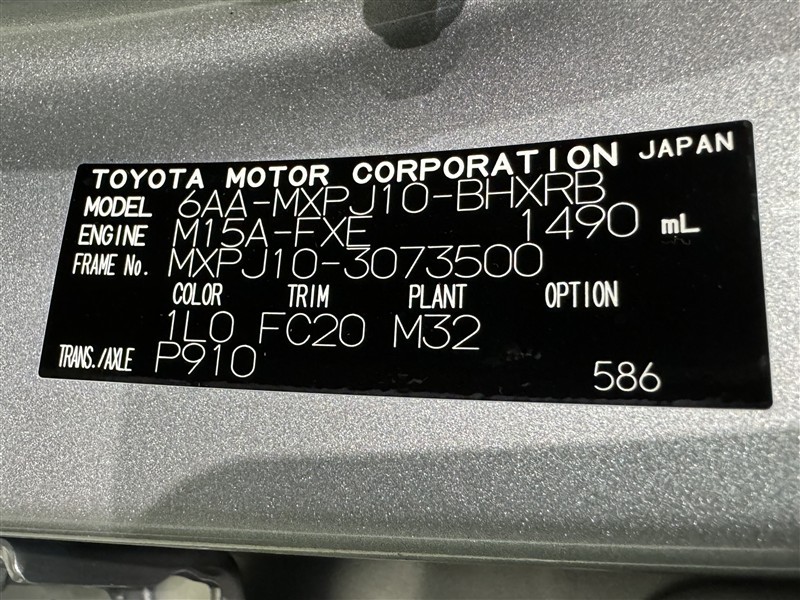 TOYOTA MOTOR CORPORATION JAPAN
MODEL 6AA-MXPJ10-BHXRB
ENGINE M15A-FXE 1490 mL
FRAME No. MXPJ10-3073500
COLOR TRIM PLANT OPTION
1L0 FC20 M32
TRANS./AXLE P910 586